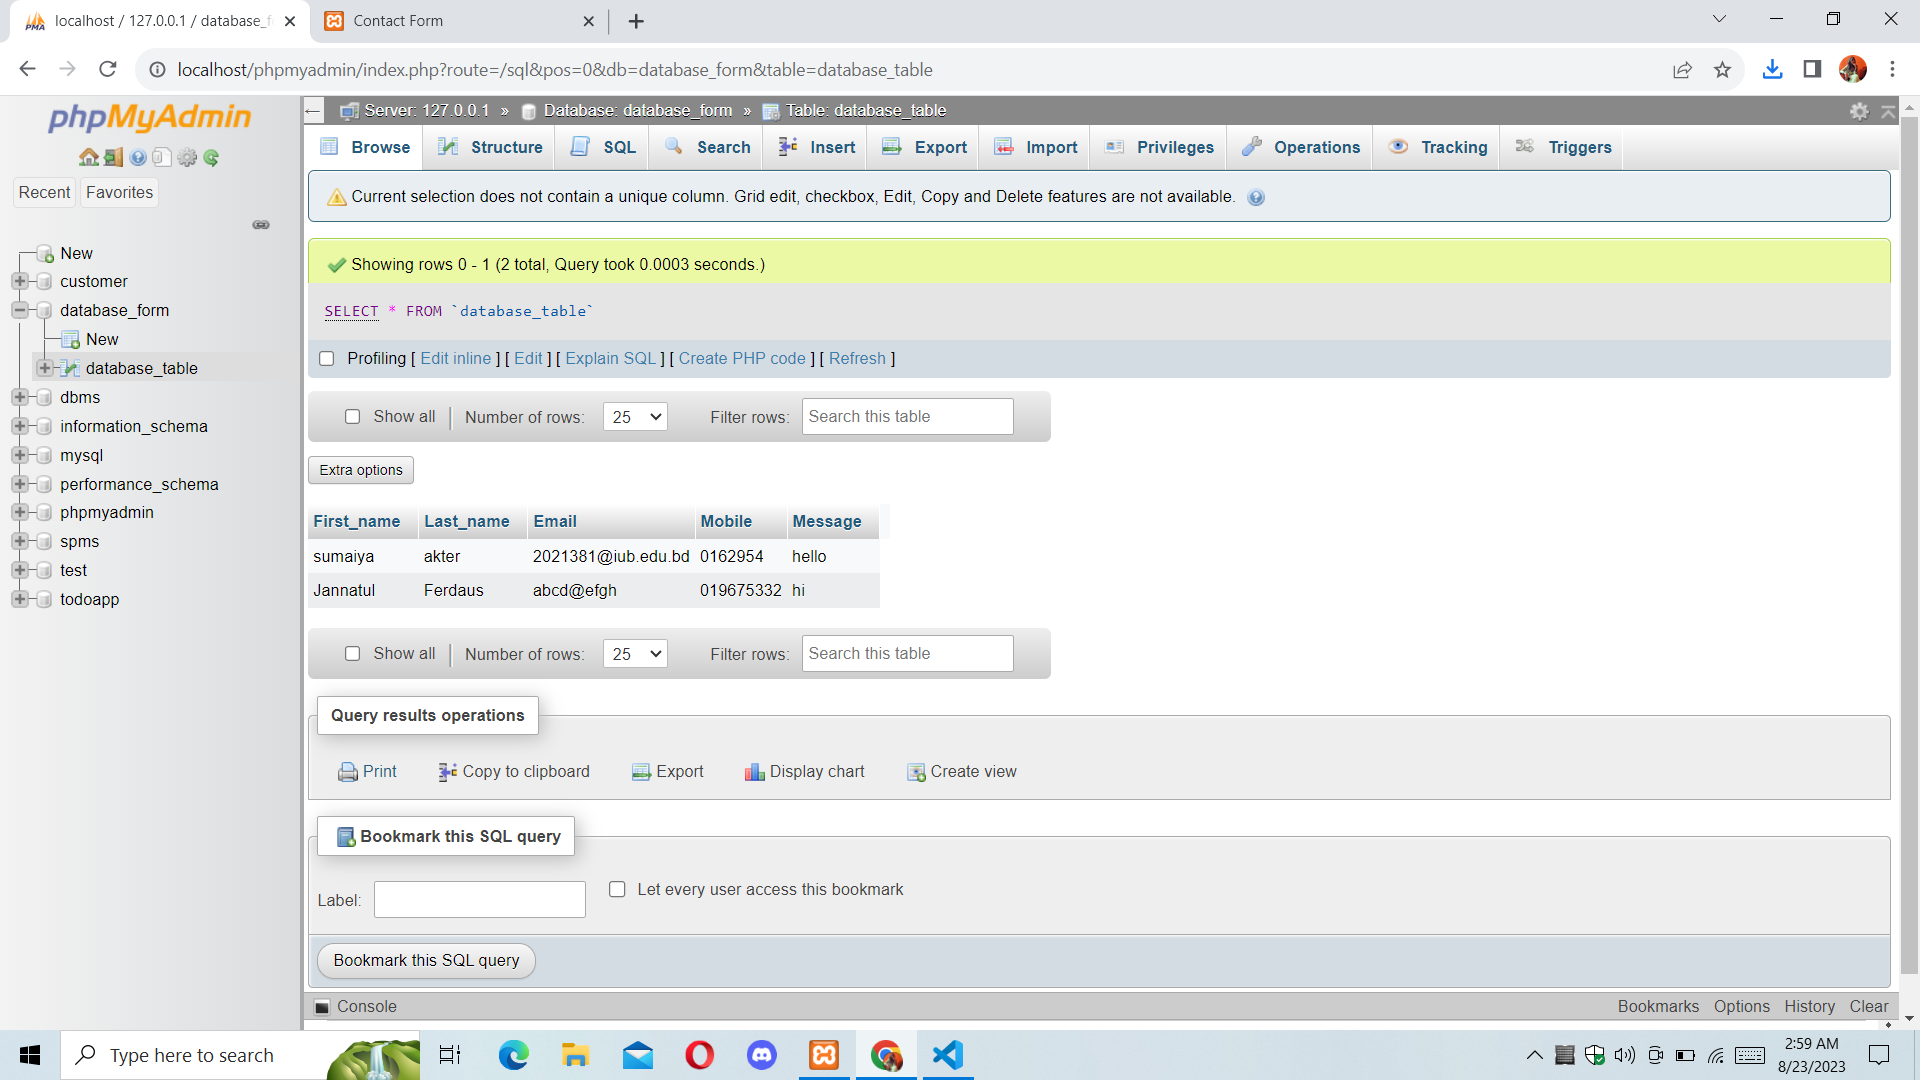 localhost / 127.0.0.1 / database_f
Contact Form
localhost/phpmyadmin/index.php?route=/sql&pos=0&db=database_form&table=database_table
phpMyAdmin
Recent Favorites
New
customer
database_form
New
database_table
dbms
information_schema
mysql
performance_schema
phpmyadmin
spms
test
todoapp
Server: 127.0.0.1 » Database: database_form » Table: database_table
Browse Structure SQL Search Insert Export Import Privileges Operations Tracking Triggers
Current selection does not contain a unique column. Grid edit, checkbox, Edit, Copy and Delete features are not available.
Showing rows 0 - 1 (2 total, Query took 0.0003 seconds.)
SELECT * FROM `database_table`
Profiling [ Edit inline ] [ Edit ] [ Explain SQL ] [ Create PHP code ] [ Refresh ]
Show all Number of rows: 25 Filter rows: Search this table
Extra options
First_name Last_name Email Mobile Message
sumaiya akter 2021381@iub.edu.bd 0162954 hello
Jannatul Ferdaus abcd@efgh 019675332 hi
Show all Number of rows: 25 Filter rows: Search this table
Query results operations
Print Copy to clipboard Export Display chart Create view
Bookmark this SQL query
Label: Let every user access this bookmark
Bookmark this SQL query
Console Bookmarks Options History Clear
Type here to search
2:59 AM
8/23/2023